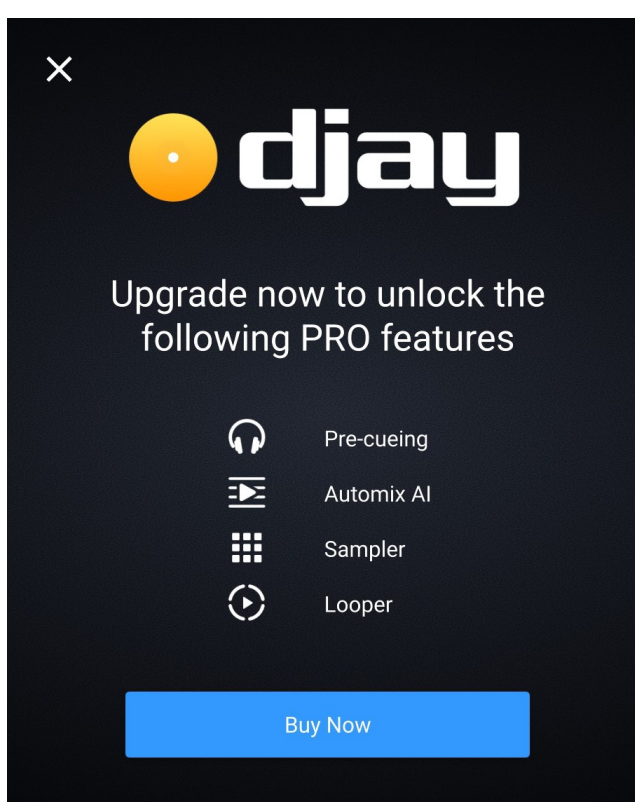 djay
Upgrade now to unlock the
following PRO features
Pre-cueing
Automix AI
Sampler
Looper
Buy Now